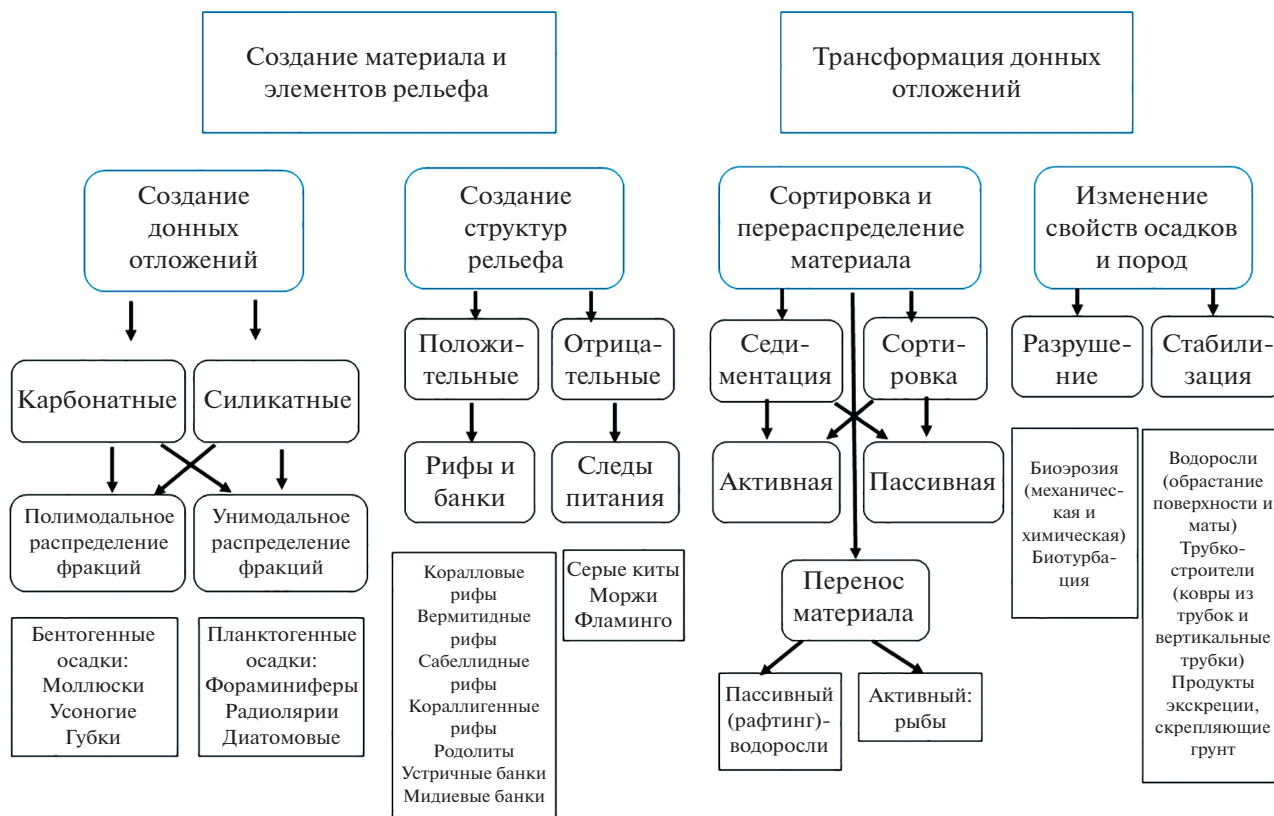 Создание материала и
элементов рельефа
Трансформация донных
отложений
Создание
донных
отложений
Создание
структур
рельефа
Сортировка и
перераспределение
материала
Изменение
свойств осадков
и пород
Карбонатные
Силикатные
Положи-
тельные
Отрица-
тельные
Седи-
ментация
Сорти-
ровка
Разруше-
ние
Стабили-
зация
Рифы и
банки
Следы
питания
Активная
Пассивная
Полимодальное
распределение
фракций
Унимодальное
распределение
фракций
Бентогенные
осадки:
Моллюски
Усоногие
Губки
Планктогенные
осадки:
Фораминиферы
Радиолярии
Диатомовые
Коралловые
рифы
Вермитидные
рифы
Сабеллидные
рифы
Кораллигенные
рифы
Родолиты
Устричные банки
Мидиевые банки
Серые киты
Моржи
Фламинго
Перенос
материала
Пассивный
(рафтинг)-
водоросли
Активный:
рыбы
Биоэрозия
(механичес-
кая и
химическая)
Биотурба-
ция
Водоросли
(обрастание
поверхности и
маты)
Трубко-
строители
(ковры из
трубок и
вертикальные
трубки)
Продукты
экскреции,
скрепляющие
грунт